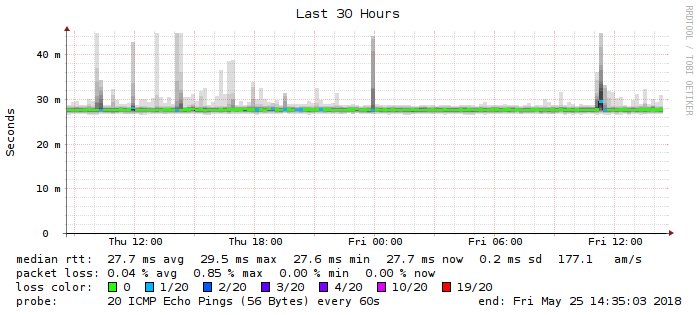 Last 30 Hours
RRDTOOL / TOBI OETIKER
Seconds
40 m
30 m
20 m
10 m
0
Thu 12:00 Thu 18:00 Fri 00:00 Fri 06:00 Fri 12:00
median rtt: 27.7 ms avg 29.5 ms max 27.6 ms min 27.7 ms now 0.2 ms sd 177.1 am/s
packet loss: 0.04 % avg 0.85 % max 0.00 % min 0.00 % now
loss color: 0 1/20 2/20 3/20 4/20 10/20 19/20
probe: 20 ICMP Echo Pings (56 Bytes) every 60s end: Fri May 25 14:35:03 2018